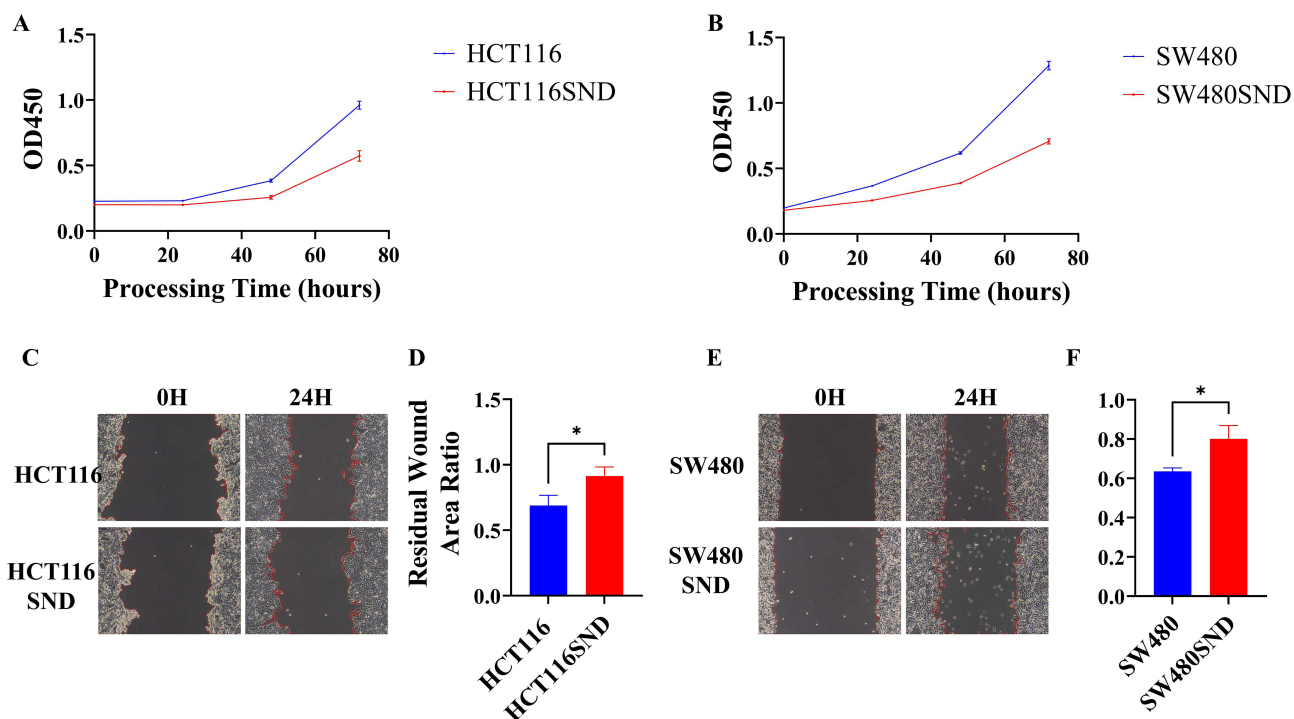 A
1.5
1.0
0.5
0.0
OD450
0
20
40
60
80
Processing Time (hours)
HCT116
HCT116SND
B
1.5
1.0
0.5
0.0
OD450
0
20
40
60
80
Processing Time (hours)
SW480
SW480SND
C
0H
24H
HCT116
HCT116
SND
D
Residual Wound
Area Ratio
1.5
1.0
0.5
0.0
*
HCT116
HCT116SND
E
0H
24H
SW480
SW480
SND
F
1.0
0.8
0.6
0.4
0.2
0.0
*
SW480
SW480SND